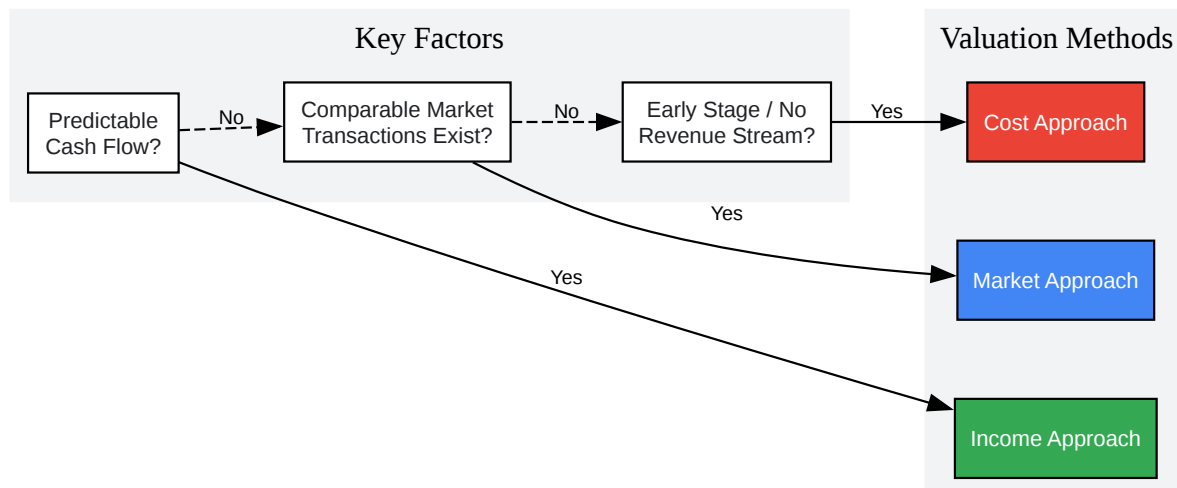 Key Factors
Valuation Methods
Predictable
Cash Flow?
No
Comparable Market
Transactions Exist?
No
Early Stage / No
Revenue Stream?
Yes
Cost Approach
Yes
Market Approach
Yes
Income Approach